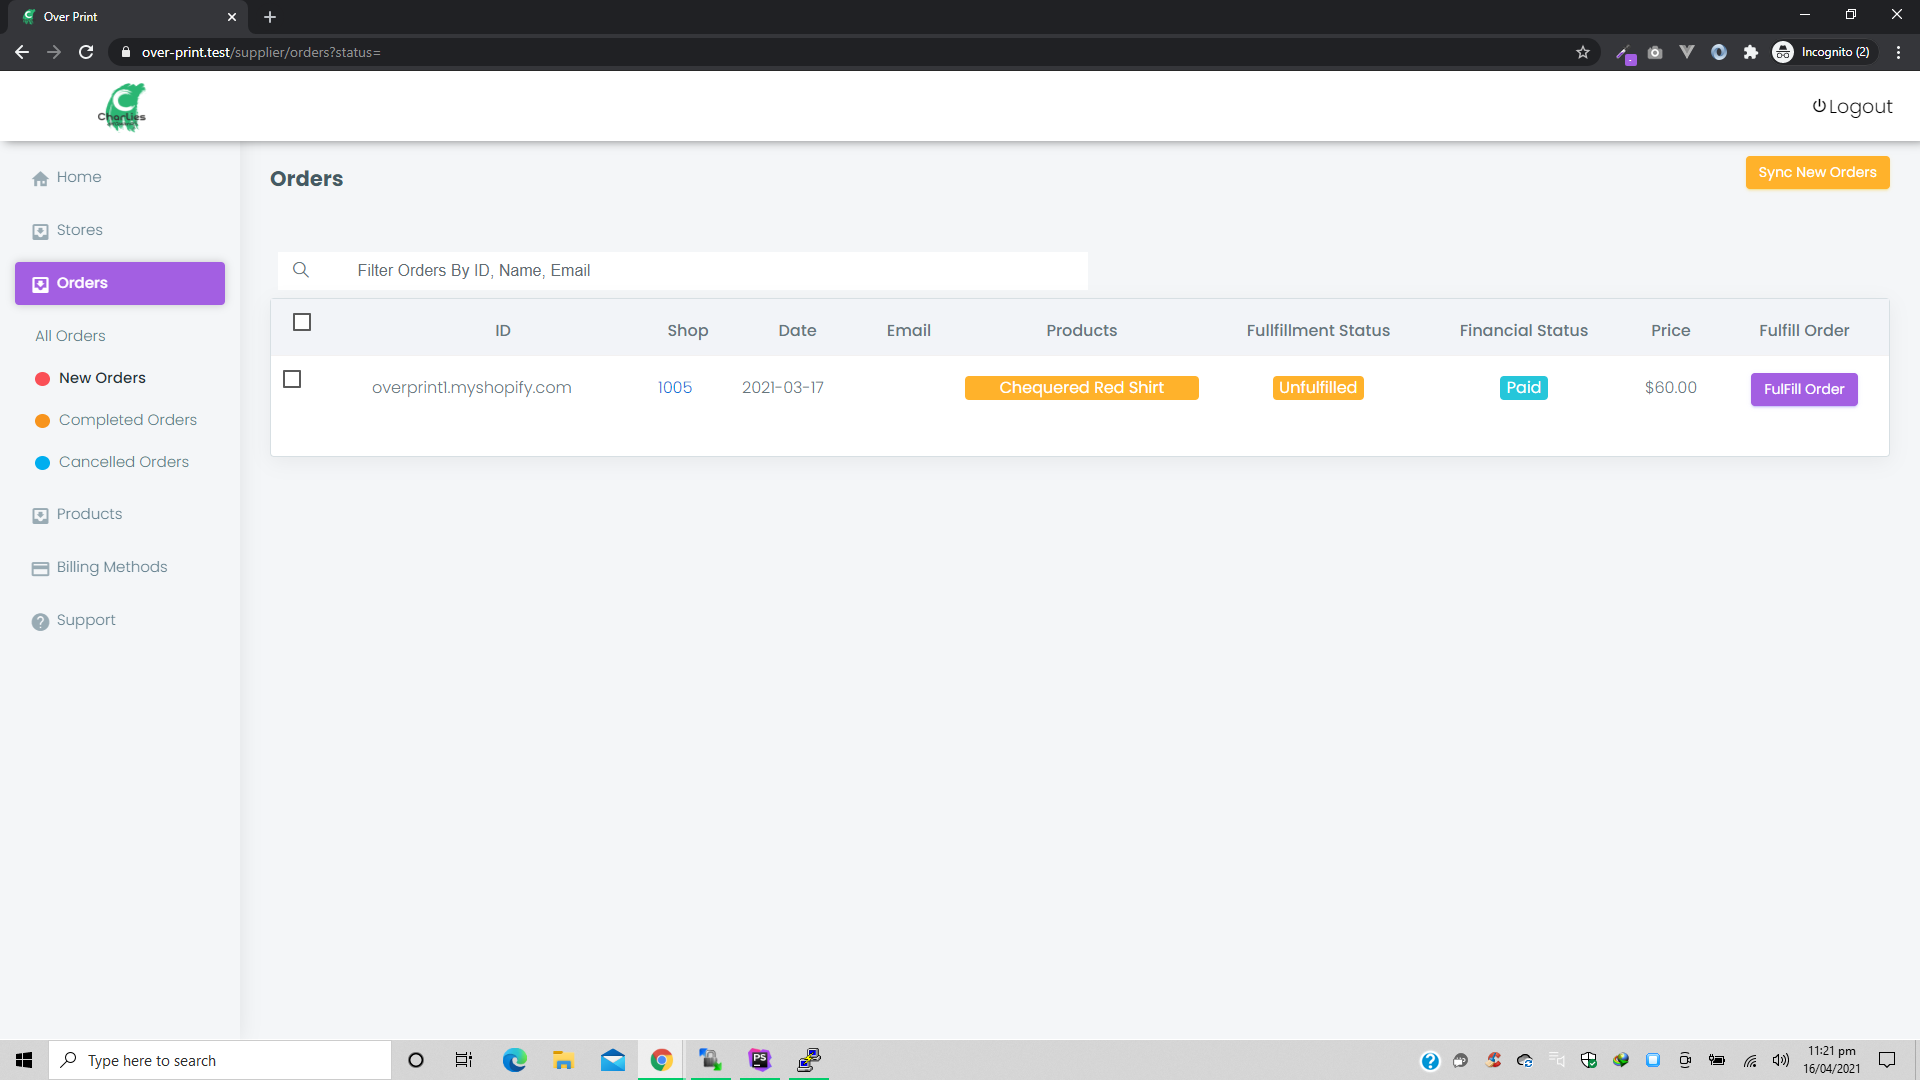 Over Print
over-print.test/supplier/orders?status=
Incognito (2)
Charlies
Logout
Home
Stores
Orders
All Orders
New Orders
Completed Orders
Cancelled Orders
Products
Billing Methods
Support
Orders
Sync New Orders
Filter Orders By ID, Name, Email
ID Shop Date Email Products Fullfillment Status Financial Status Price Fulfill Order
overprint1.myshopify.com 1005 2021-03-17 Chequered Red Shirt Unfulfilled Paid $60.00 FulFill Order
Type here to search
PS
11:21 pm
16/04/2021